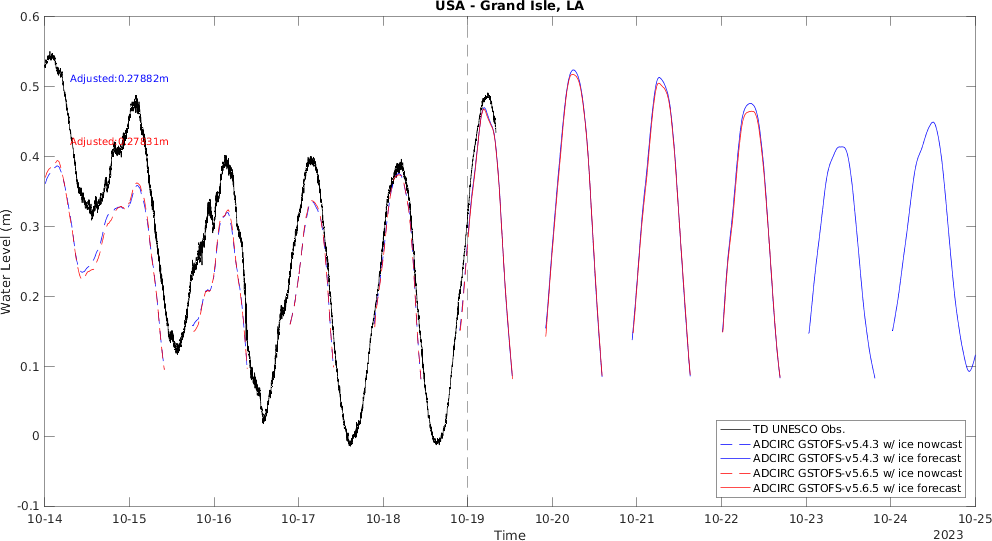 USA - Grand Isle, LA
0.6
0.5
0.4
0.3
0.2
0.1
0
-0.1
Water Level (m)
Adjusted:0.27882m
Adjusted:0.27831m
TD UNESCO Obs.
ADCIRC GSTOFS-v5.4.3 w/ ice nowcast
ADCIRC GSTOFS-v5.4.3 w/ ice forecast
ADCIRC GSTOFS-v5.6.5 w/ ice nowcast
ADCIRC GSTOFS-v5.6.5 w/ ice forecast
10-14 10-15 10-16 10-17 10-18 10-19 10-20 10-21 10-22 10-23 10-24 10-25
Time
2023